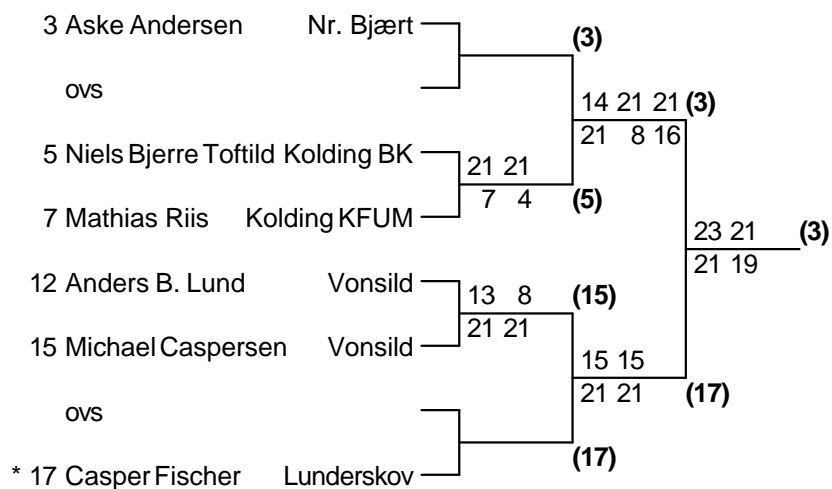 3 Aske Andersen Nr. Bjært (3)
ovs
14 21 21 (3)
21 8 16
5 Niels Bjerre Toftild Kolding BK
21 21
7 4 (5)
7 Mathias Riis Kolding KFUM
23 21 (3)
21 19
12 Anders B. Lund Vonsild
13 8 (15)
21 21
15 Michael Caspersen Vonsild
15 15
21 21 (17)
ovs
(17)
* 17 Casper Fischer Lunderskov